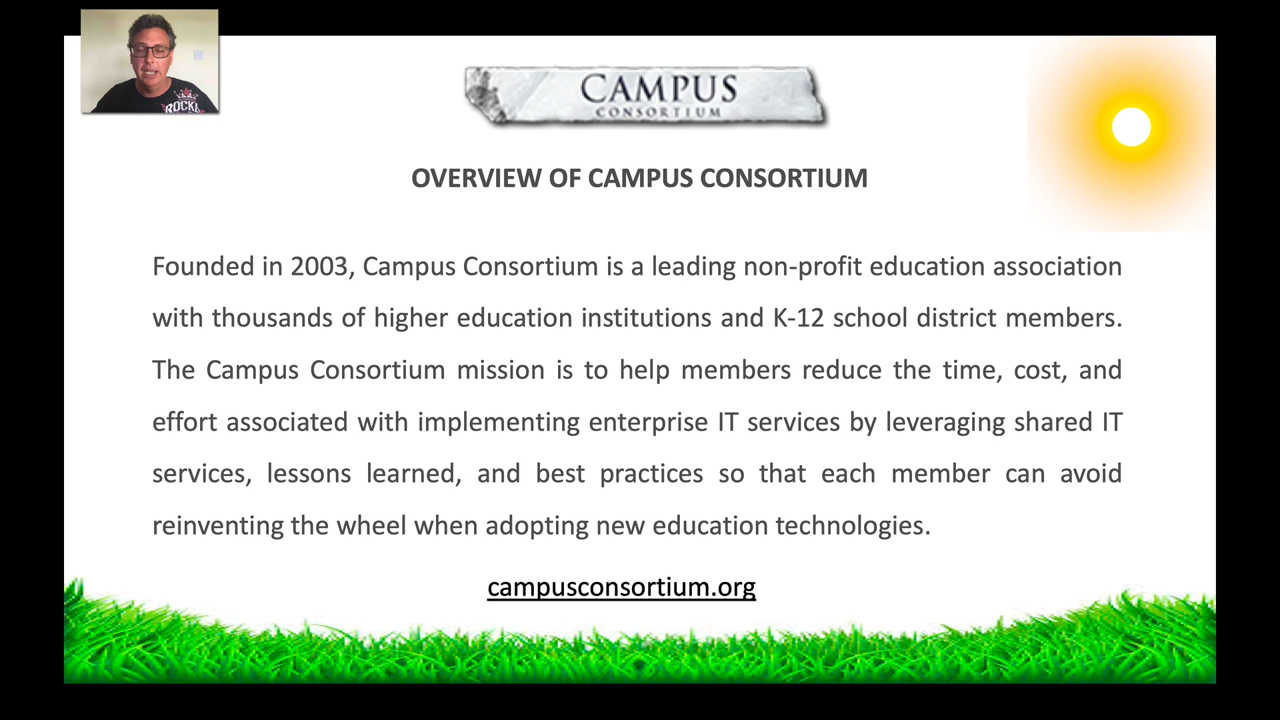 ROCK
CAMPUS
CONSORTIUM
OVERVIEW OF CAMPUS CONSORTIUM
Founded in 2003, Campus Consortium is a leading non-profit education association
with thousands of higher education institutions and K-12 school district members.
The Campus Consortium mission is to help members reduce the time, cost, and
effort associated with implementing enterprise IT services by leveraging shared IT
services, lessons learned, and best practices so that each member can avoid
reinventing the wheel when adopting new education technologies.
campusconsortium.org